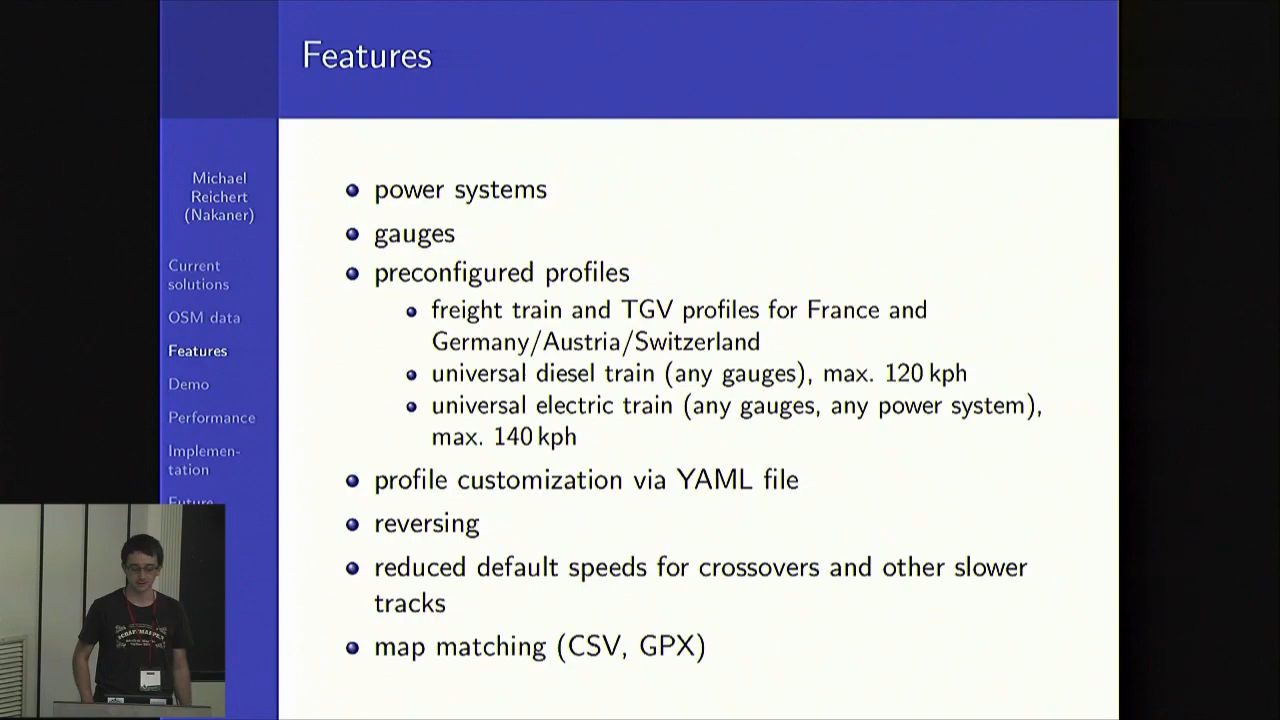 Features
Michael
Reichert
(Nakaner)
Current
solutions
OSM data
Features
Demo
Performance
Implemen-
tation
Future
power systems
gauges
preconfigured profiles
freight train and TGV profiles for France and
Germany/Austria/Switzerland
universal diesel train (any gauges), max. 120 kph
universal electric train (any gauges, any power system),
max. 140 kph
profile customization via YAML file
reversing
reduced default speeds for crossovers and other slower
tracks
map matching (CSV, GPX)